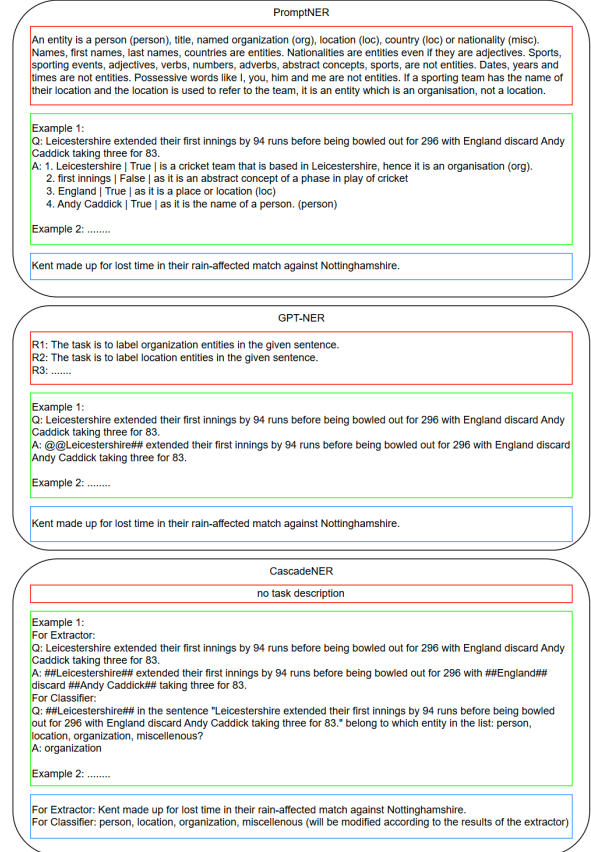 PromptNER
An entity is a person (person), title, named organization (org), location (loc), country (loc) or nationality (misc).
Names, first names, last names, countries are entities. Nationalities are entities even if they are adjectives. Sports,
sporting events, adjectives, verbs, numbers, adverbs, abstract concepts, sports, are not entities. Dates, years and
times are not entities. Possessive words like I, you, him and me are not entities. If a sporting team has the name of
their location and the location is used to refer to the team, it is an entity which is an organisation, not a location.
Example 1:
Q: Leicestershire extended their first innings by 94 runs before being bowled out for 296 with England discard Andy
Caddick taking three for 83.
A: 1. Leicestershire | True | is a cricket team that is based in Leicestershire, hence it is an organisation (org).
2. first innings | False | as it is an abstract concept of a phase in play of cricket
3. England | True | as it is a place or location (loc)
4. Andy Caddick | True | as it is the name of a person. (person)
Example 2: ........
Kent made up for lost time in their rain-affected match against Nottinghamshire.
GPT-NER
R1: The task is to label organization entities in the given sentence.
R2: The task is to label location entities in the given sentence.
R3: .......
Example 1:
Q: Leicestershire extended their first innings by 94 runs before being bowled out for 296 with England discard Andy
Caddick taking three for 83.
A: @@Leicestershire## extended their first innings by 94 runs before being bowled out for 296 with England discard
Andy Caddick taking three for 83.
Example 2: ........
Kent made up for lost time in their rain-affected match against Nottinghamshire.
CascadeNER
no task description
Example 1:
For Extractor:
Q: Leicestershire extended their first innings by 94 runs before being bowled out for 296 with England discard Andy
Caddick taking three for 83.
A: ##Leicestershire## extended their first innings by 94 runs before being bowled out for 296 with ##England##
discard ##Andy Caddick## taking three for 83.
For Classifier:
Q: ##Leicestershire## in the sentence "Leicestershire extended their first innings by 94 runs before being bowled
out for 296 with England discard Andy Caddick taking three for 83." belong to which entity in the list: person,
location, organization, miscellenous?
A: organization
Example 2: ........
For Extractor: Kent made up for lost time in their rain-affected match against Nottinghamshire.
For Classifier: person, location, organization, miscellenous (will be modified according to the results of the extractor)